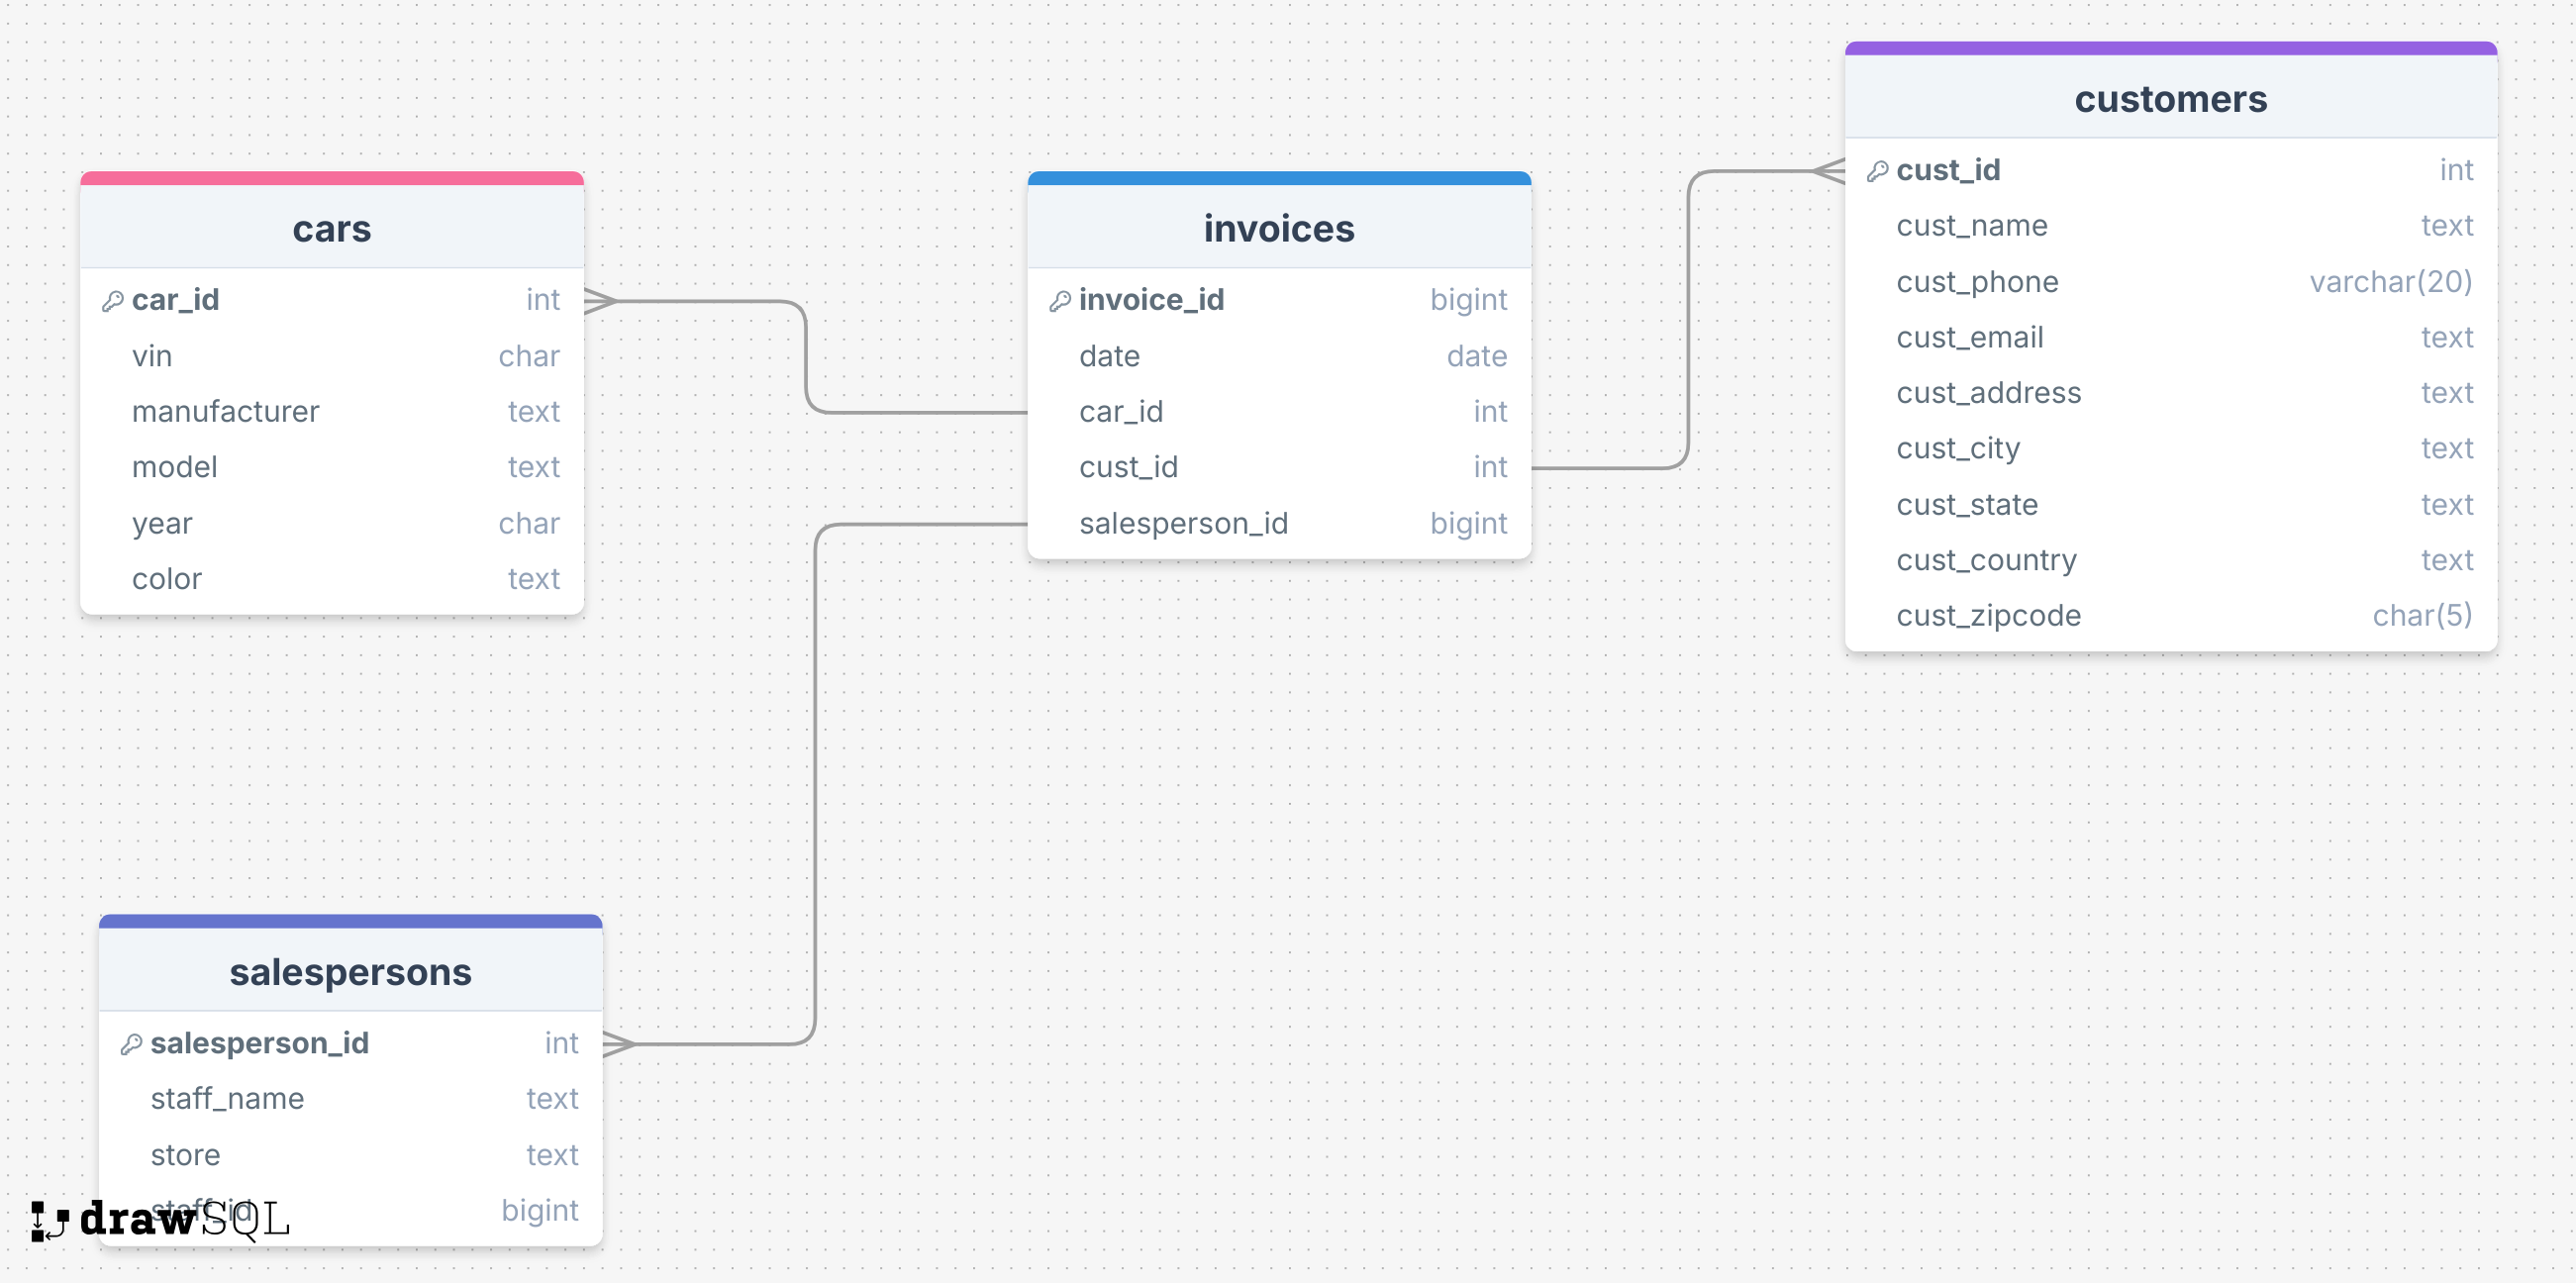 customers
cust_id int
cust_name text
cust_phone varchar(20)
cust_email text
cust_address text
cust_city text
cust_state text
cust_country text
cust_zipcode char(5)
cars
car_id int
vin char
manufacturer text
model text
year char
color text
invoices
invoice_id bigint
date date
car_id int
cust_id int
salesperson_id bigint
salespersons
salesperson_id int
staff_name text
store text
staff_id bigint
drawSQL